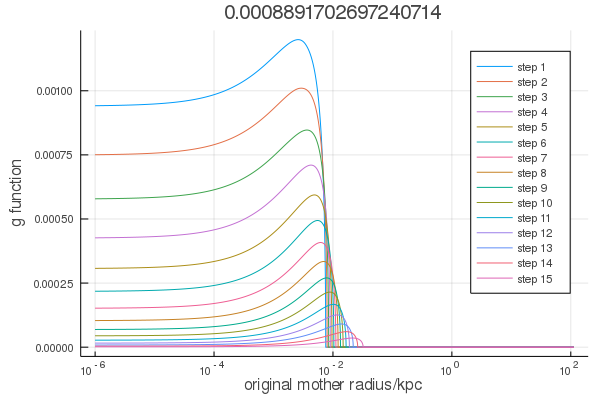 0.0008891702697240714
g function
0.00100
0.00075
0.00050
0.00025
0.00000
10^-6
10^-4
10^-2
10^0
10^2
original mother radius/kpc
step 1
step 2
step 3
step 4
step 5
step 6
step 7
step 8
step 9
step 10
step 11
step 12
step 13
step 14
step 15